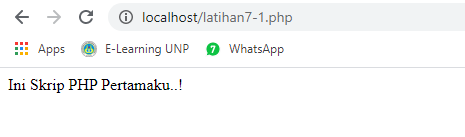 localhost/latihan7-1.php
Apps E-Learning UNP WhatsApp
Ini Skrip PHP Pertamaku..!